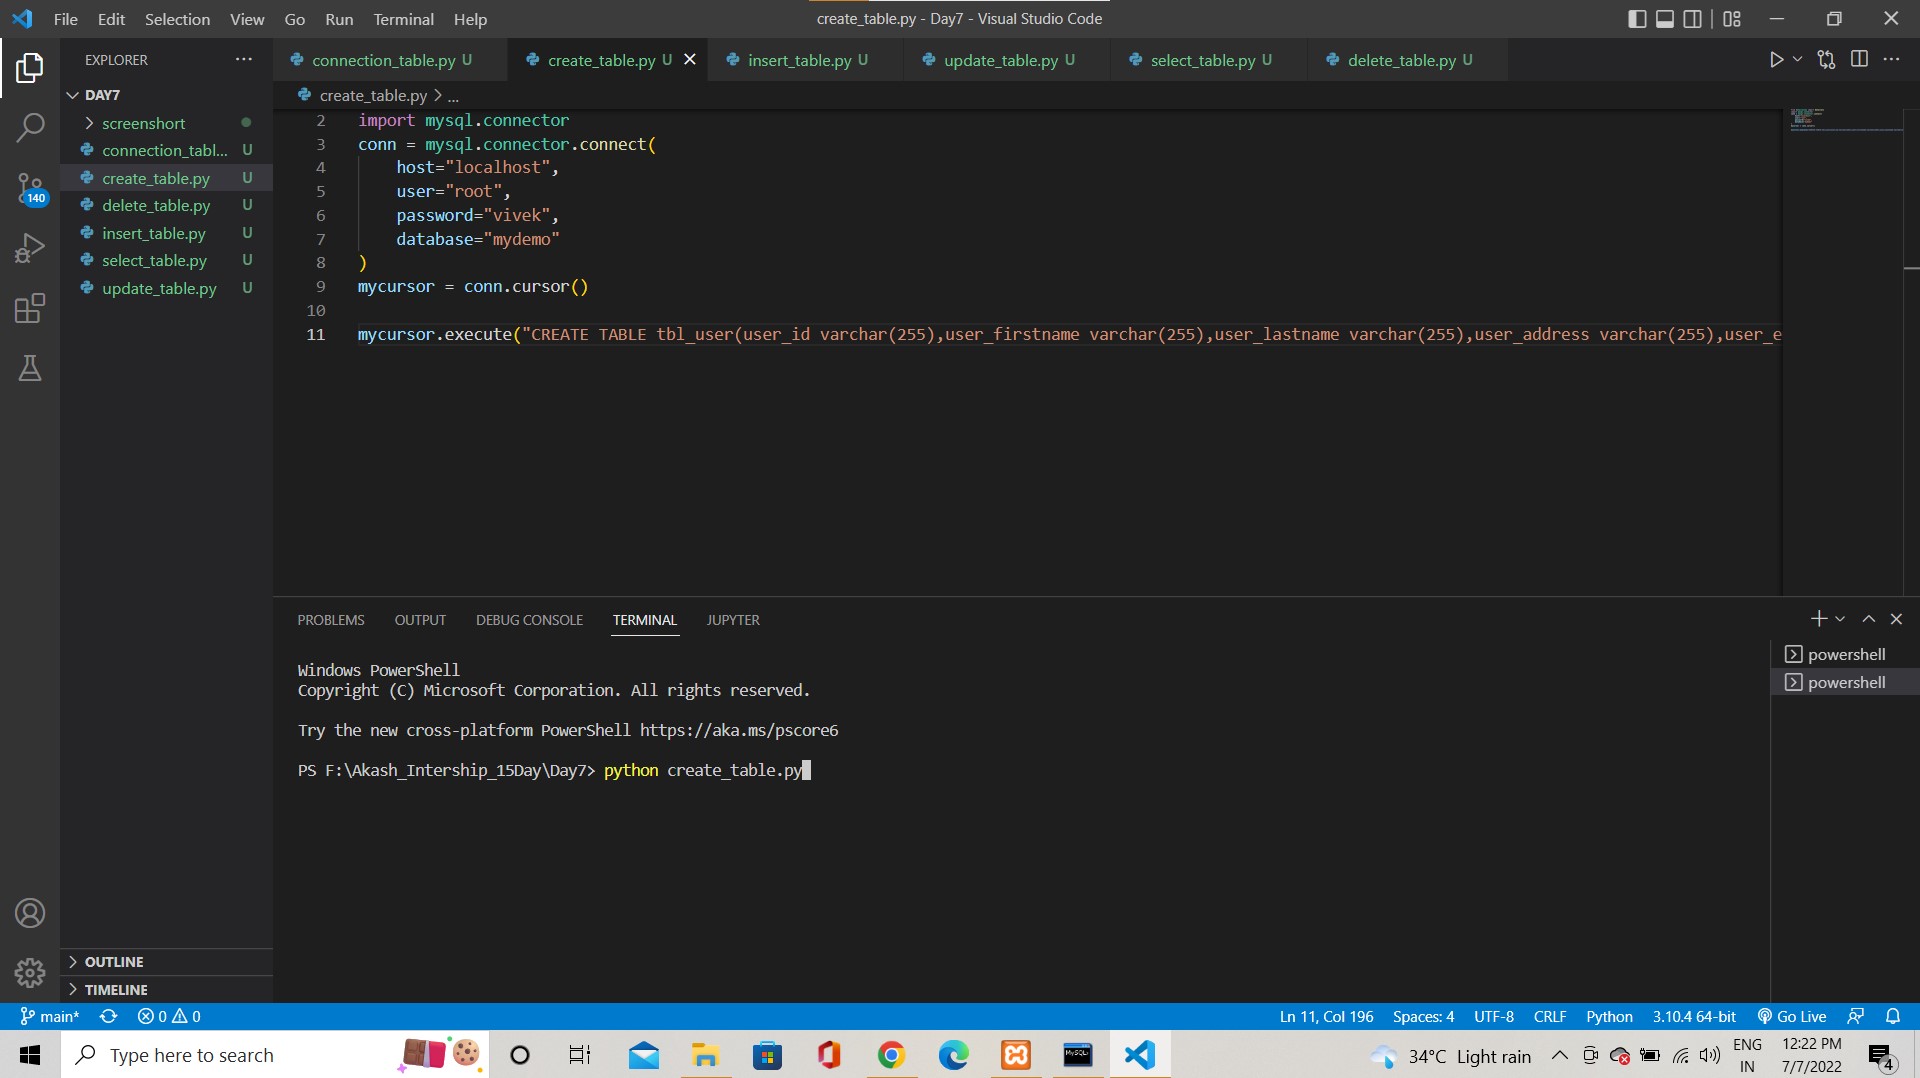 File Edit Selection View Go Run Terminal Help
create_table.py - Day7 - Visual Studio Code
EXPLORER
DAY7
screenshort
connection_tabl... U
create_table.py U
delete_table.py U
insert_table.py U
select_table.py U
update_table.py U
140
OUTLINE
TIMELINE
connection_table.py U create_table.py U insert_table.py U update_table.py U select_table.py U delete_table.py U
create_table.py > ...
2 import mysql.connector
3 conn = mysql.connector.connect(
4 host="localhost",
5 user="root",
6 password="vivek",
7 database="mydemo"
8 )
9 mycursor = conn.cursor()
10
11 mycursor.execute("CREATE TABLE tbl_user(user_id varchar(255),user_firstname varchar(255),user_lastname varchar(255),user_address varchar(255),user_e
PROBLEMS OUTPUT DEBUG CONSOLE TERMINAL JUPYTER
Windows PowerShell
Copyright (C) Microsoft Corporation. All rights reserved.
Try the new cross-platform PowerShell https://aka.ms/pscore6
PS F:\Akash_Intership_15Day\Day7> python create_table.py
powershell
powershell
main* 0 0 Ln 11, Col 196 Spaces: 4 UTF-8 CRLF Python 3.10.4 64-bit Go Live
Type here to search
34°C Light rain
ENG
IN
12:22 PM
7/7/2022
4